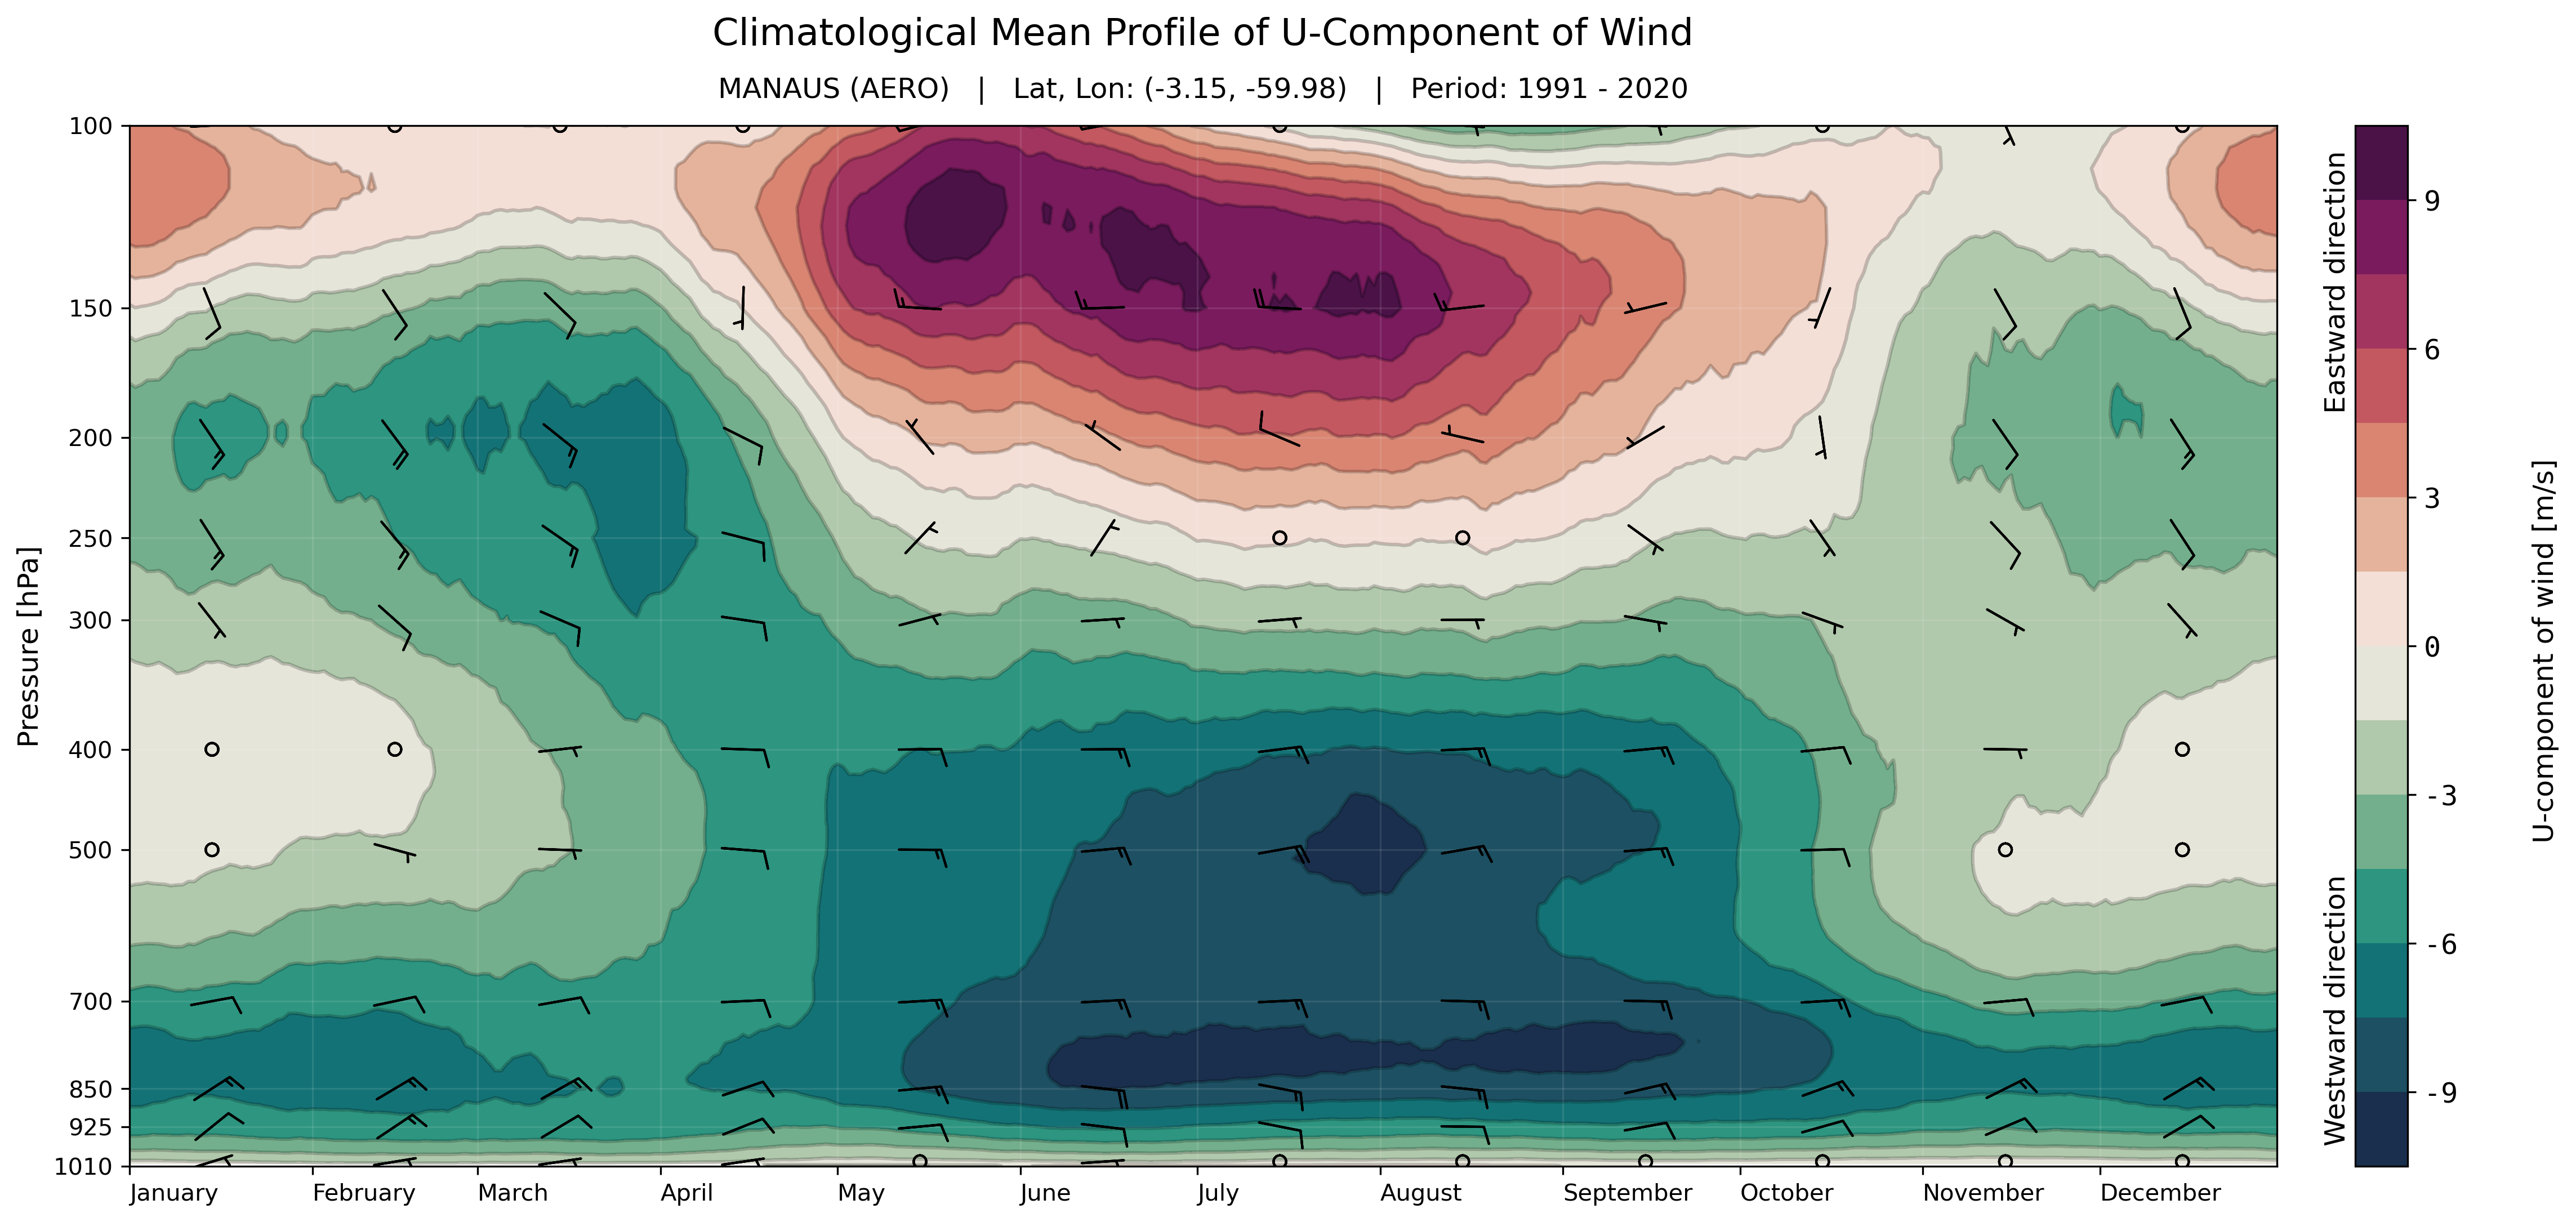 Climatological Mean Profile of U-Component of Wind
MANAUS (AERO) | Lat, Lon: (-3.15, -59.98) | Period: 1991 - 2020
Pressure [hPa]
100
150
200
250
300
400
500
700
850
925
1010
January
February
March
April
May
June
July
August
September
October
November
December
Eastward direction
Westward direction
9
6
3
0
-3
-6
-9
U-component of wind [m/s]